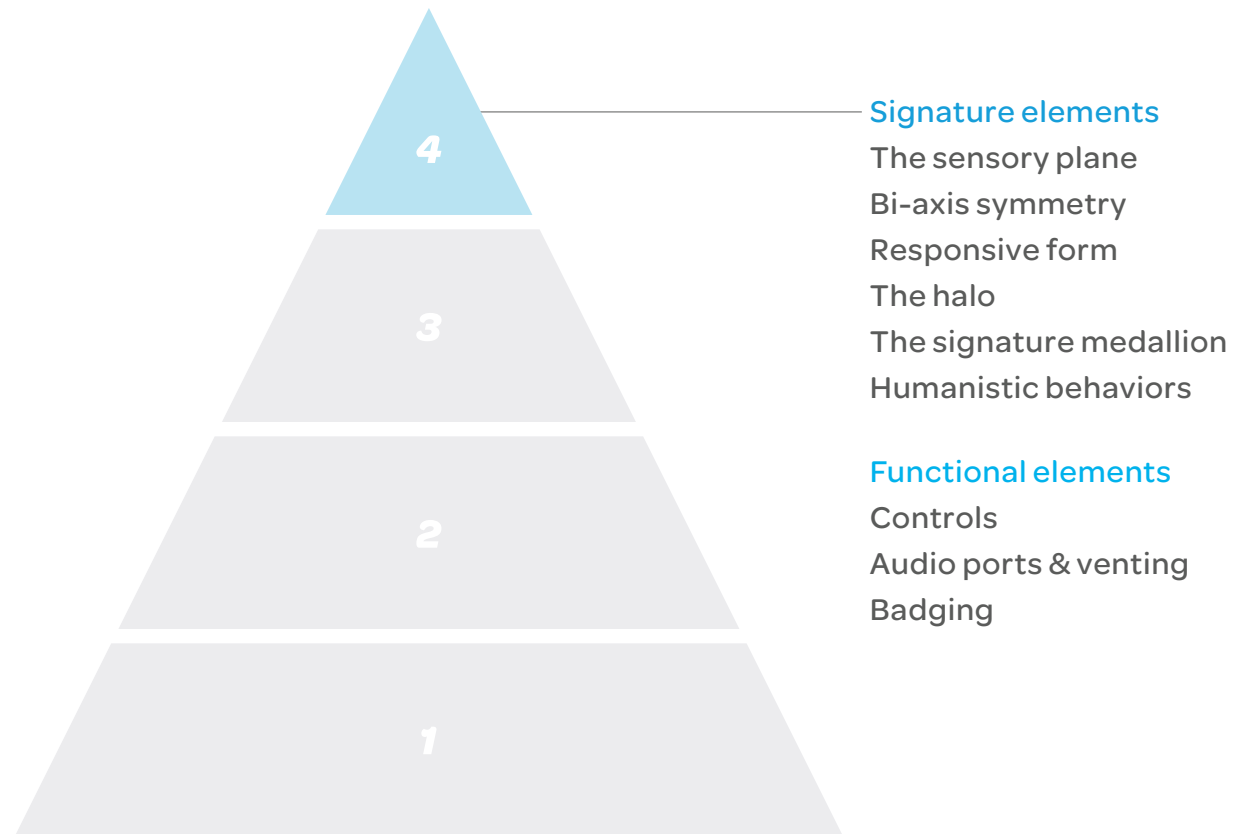 4
3
2
1
Signature elements
The sensory plane
Bi-axis symmetry
Responsive form
The halo
The signature medallion
Humanistic behaviors
Functional elements
Controls
Audio ports & venting
Badging